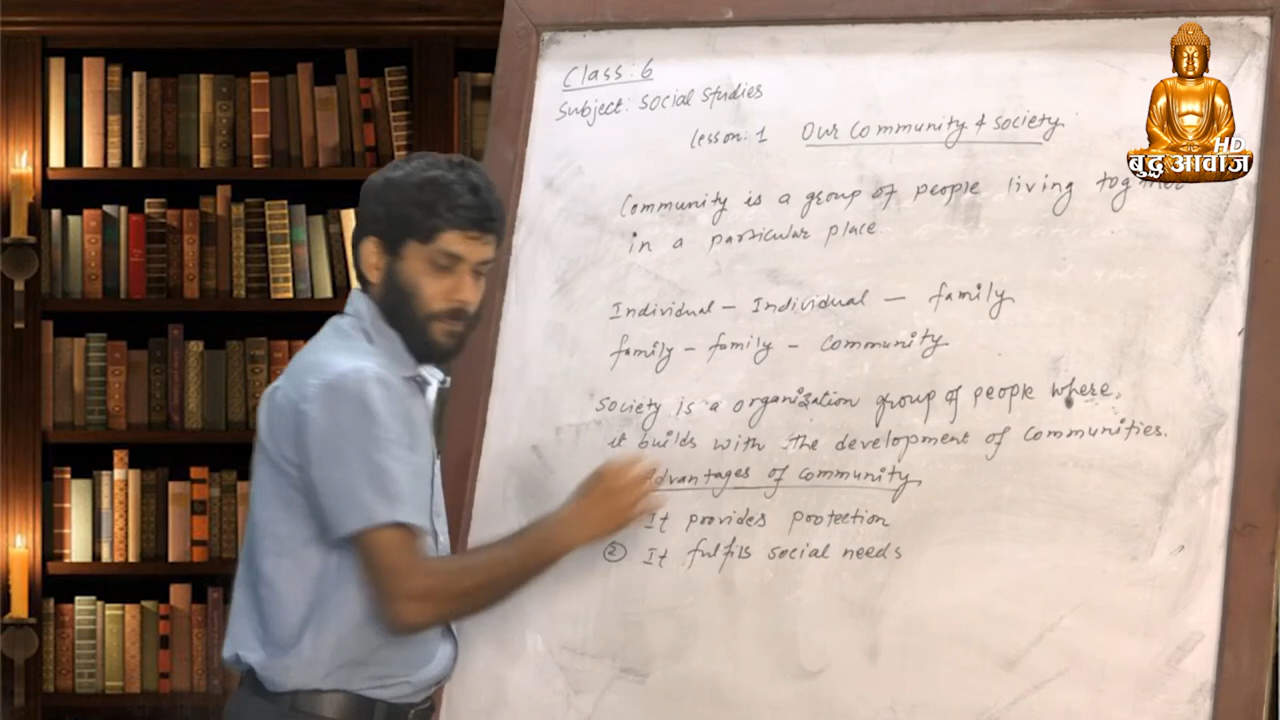 Class: 6
Subject: Social Studies
lesson: 1 Our Community & society
Community is a group of people living
in a particular place
Individual – Individual – family
family – family – Community
Society is a organization group of people where,
it builds with the development of Communities.
Advantages of Community
It provides protection
② It fulfils social needs
HD
बुद्ध आवाज